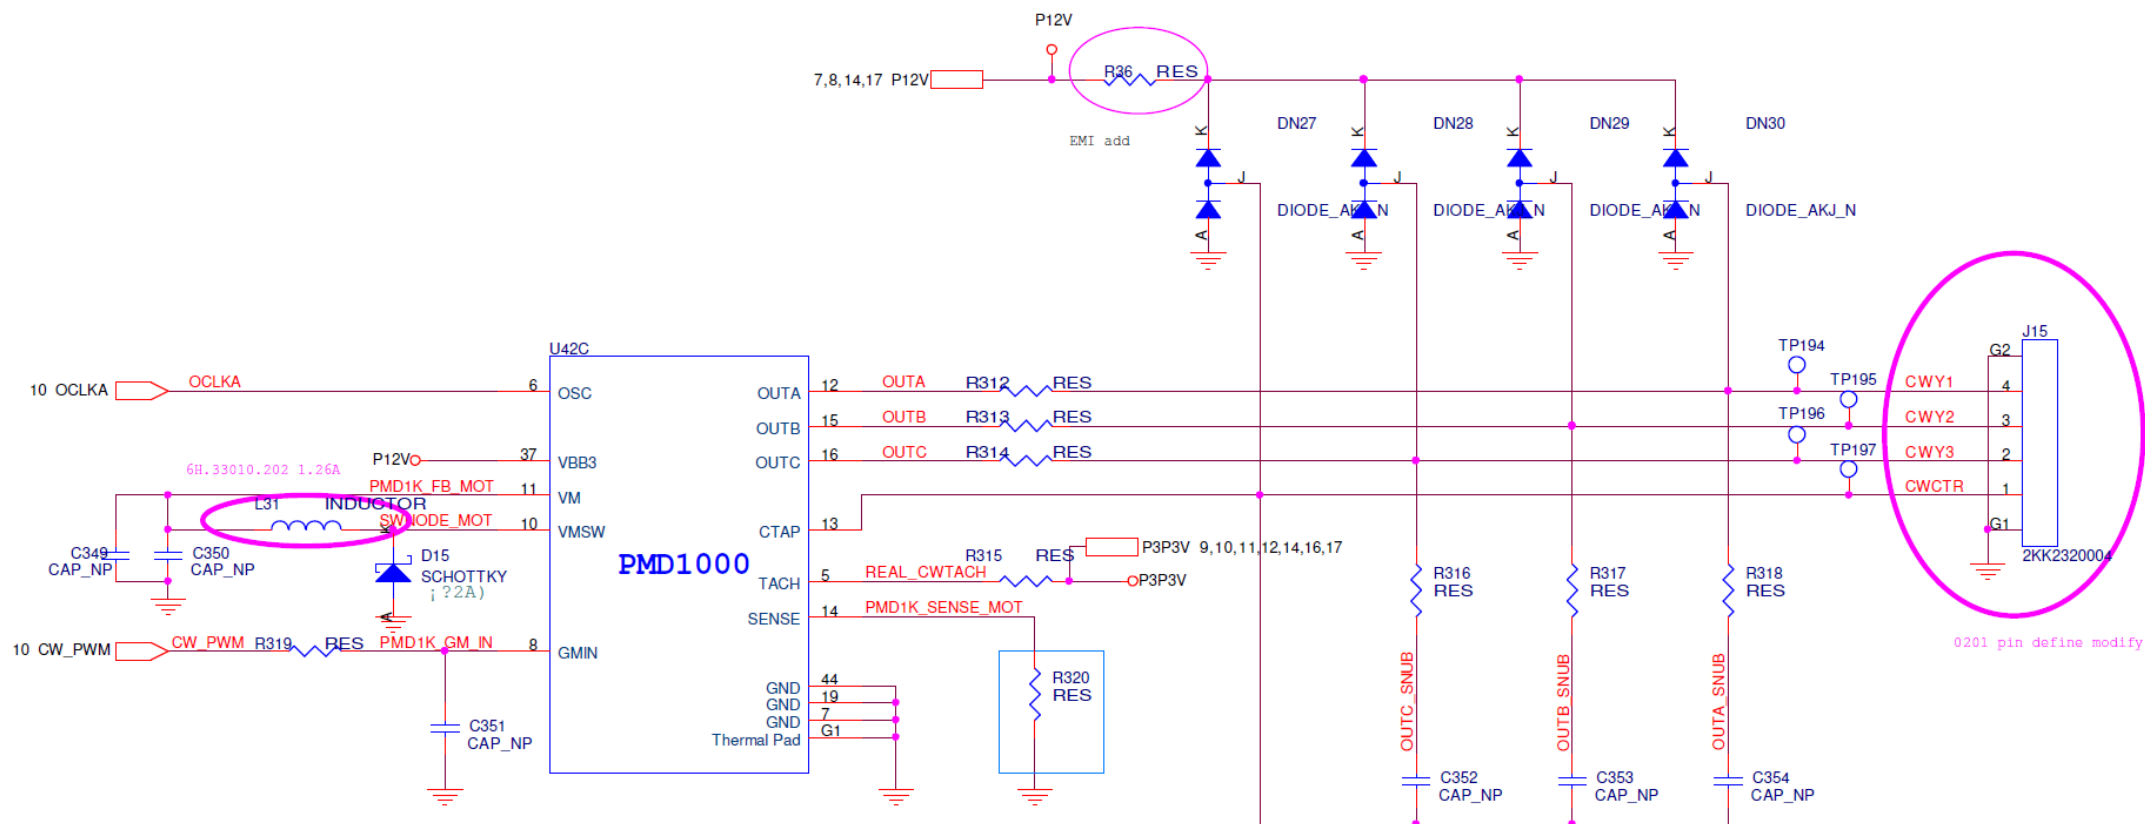 P12V
7,8,14,17 P12V
R36 RES
EMI add
K
DN27
K
DN28
K
DN29
K
DN30
J
J
J
J
DIODE_AKJ_N
DIODE_AKJ_N
DIODE_AKJ_N
DIODE_AKJ_N
A
A
A
A
U42C
J15
TP194
G2
10 OCLKA
OCLKA
6
OSC
OUTA
12
OUTA
R312
RES
TP195
CWY1
4
OUTB
15
OUTB
R313
RES
TP196
CWY2
3
P12V
37
VBB3
OUTC
16
OUTC
R314
RES
TP197
CWY3
2
6H.33010.202 1.26A
PMD1K_FB_MOT
11
VM
CWCTR
1
L31
INDUCTOR
SWNODE_MOT
10
VMSW
CTAP
13
G1
K
C349
CAP_NP
C350
CAP_NP
D15
SCHOTTKY
¡ ?2A)
A
PMD1000
R315
RES
P3P3V 9,10,11,12,14,16,17
2KK2320004
TACH
5
REAL_CWTACH
P3P3V
R316
RES
R317
RES
R318
RES
SENSE
14
PMD1K_SENSE_MOT
10 CW_PWM
CW_PWM
R319
RES
PMD1K_GM_IN
8
GMIN
0201 pin define modify
R320
RES
GND
44
GND
19
GND
7
Thermal Pad
G1
OUTC_SNUB
OUTB_SNUB
OUTA_SNUB
C351
CAP_NP
C352
CAP_NP
C353
CAP_NP
C354
CAP_NP